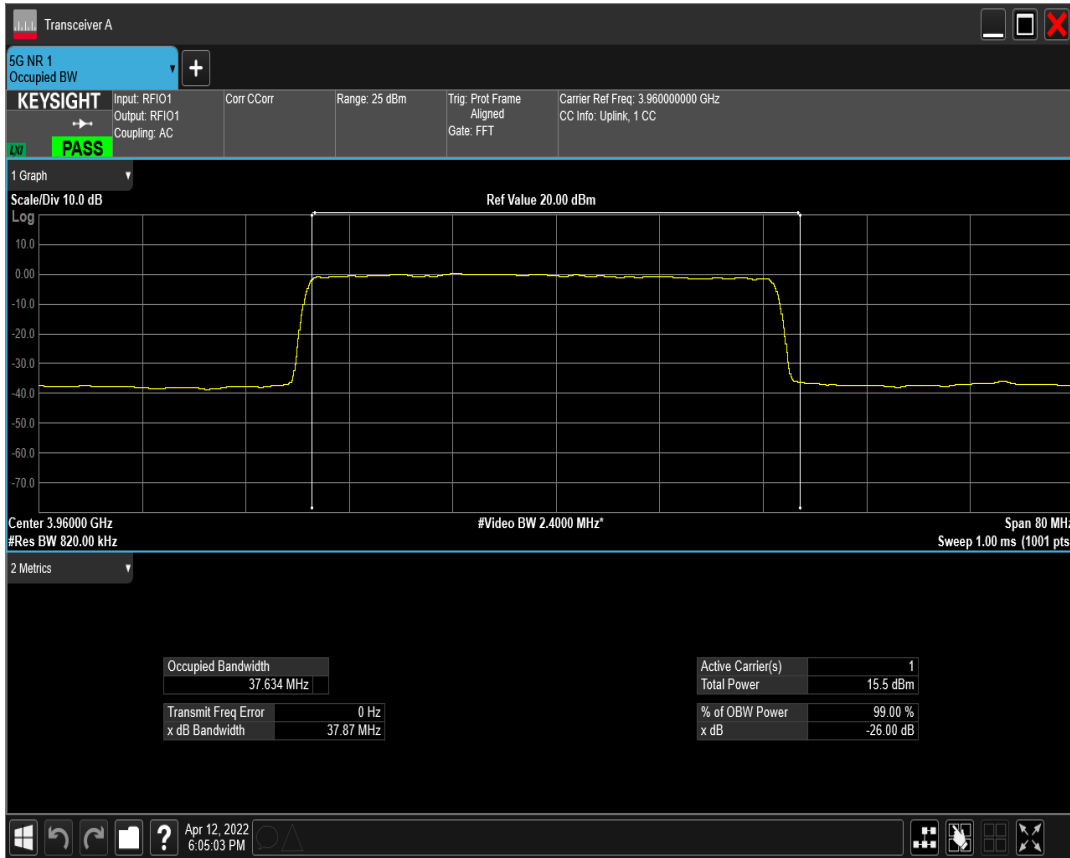 Transceiver A
5G NR 1
Occupied BW
KEYSIGHT
Input: RFIO1
Output: RFIO1
Coupling: AC
Corr CCorr
Range: 25 dBm
Trig: Prot Frame
Aligned
Gate: FFT
Carrier Ref Freq: 3.960000000 GHz
CC Info: Uplink, 1 CC
LXI
PASS
1 Graph
Scale/Div 10.0 dB
Ref Value 20.00 dBm
Log
10.0
0.00
-10.0
-20.0
-30.0
-40.0
-50.0
-60.0
-70.0
Center 3.96000 GHz
#Video BW 2.4000 MHz*
Span 80 MHz
#Res BW 820.00 kHz
Sweep 1.00 ms (1001 pts
2 Metrics
Occupied Bandwidth
37.634 MHz
Transmit Freq Error 0 Hz
x dB Bandwidth 37.87 MHz
Active Carrier(s) 1
Total Power 15.5 dBm
% of OBW Power 99.00 %
x dB -26.00 dB
?
Apr 12, 2022
6:05:03 PM